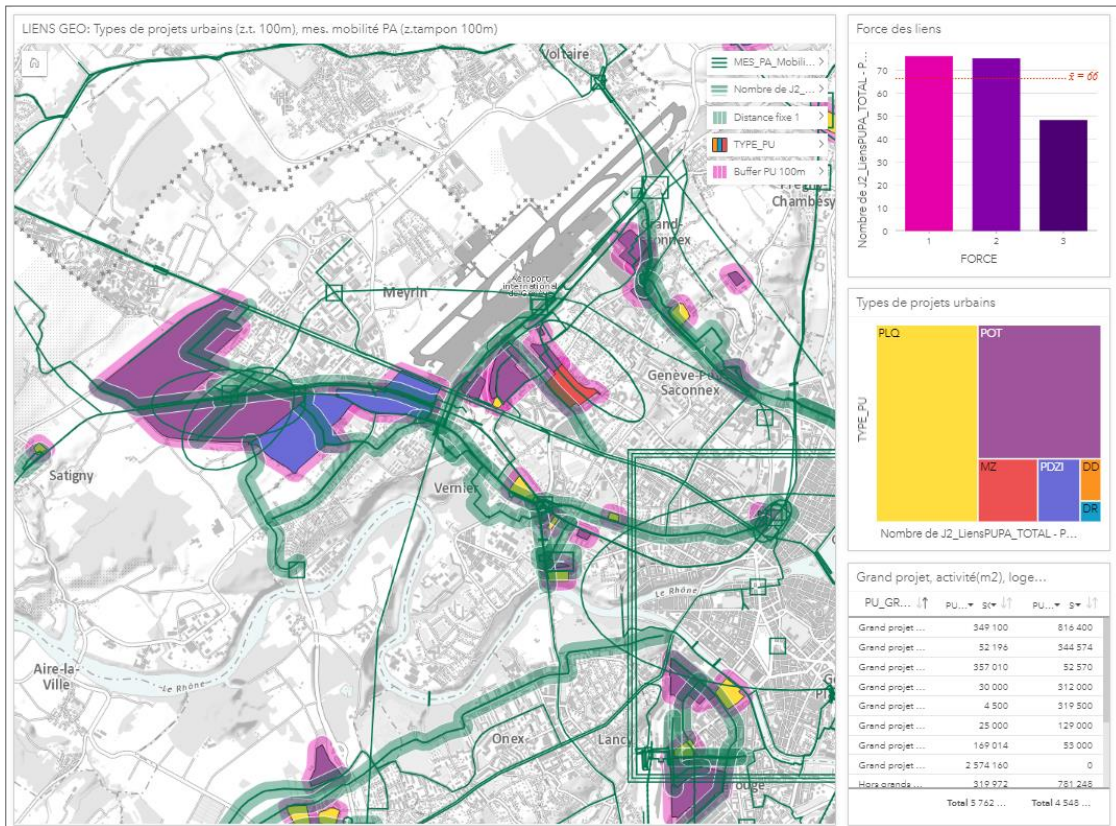 LIENS GEO: Types de projets urbains (z.t. 100m), mes. mobilité PA (z.tampon 100m)
Voltaire
MES_PA_Mobili...
Nombre de J2_...
Distance fixe 1
TYPE_PU
Buffer PU 100m
Chambésy
Grand-
Aéroport
international
de Genève
Meyrin
Saconnex
Satigny
Vernier
Le Rhône
Aire-la-
Ville
Le Rhône
Onex
Lancy
Force des liens
Nombre de J2_LiensPUPA_TOTAL - P...
70
60
50
40
30
20
10
0
x̄ = 66
1
2
3
FORCE
Types de projets urbains
TYPE_PU
PLQ
POT
MZ
PDZI
DD
DR
Nombre de J2_LiensPUPA_TOTAL - P...
Grand projet, activité(m2), loge...
PU_GR... PU... S PU... S
Grand projet ... 349 100 816 400
Grand projet ... 52 196 344 574
Grand projet ... 357 010 52 570
Grand projet ... 30 000 312 000
Grand projet ... 4 500 319 500
Grand projet ... 25 000 129 000
Grand projet ... 169 014 53 000
Grand projet ... 2 574 160 0
Hors grands ... 319 972 781 248
Total 5 762 ... Total 4 548 ...